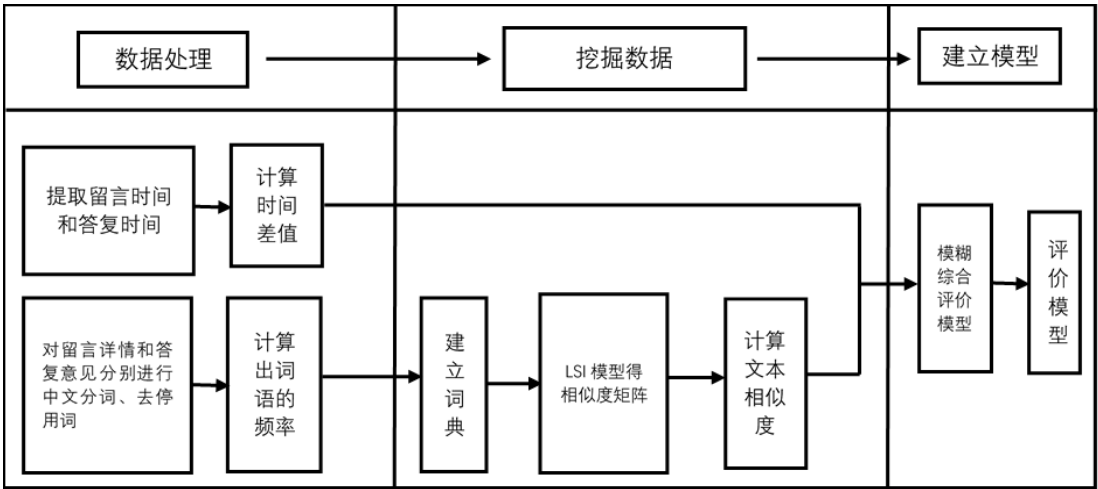 数据处理
挖掘数据
建立模型
提取留言时间
和答复时间
计算
时间
差值
对留言详情和答
复意见分别进行
中文分词、去停
用词
计算
出词
语的
频率
建
立
词
典
LSI 模型得
相似度矩阵
计算
文本
相似
度
模糊
综合
评价
模型
评
价
模
型